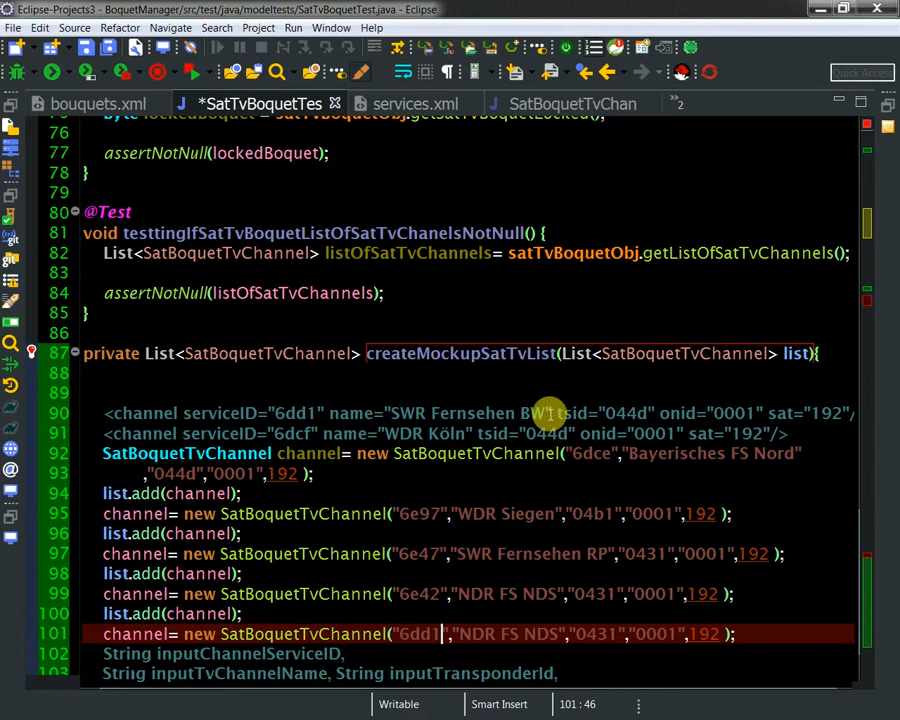 Eclipse-Projects3 - BoquetManager/src/test/java/modeltests/SatTvBoquetTest.java - Eclipse
File Edit Source Refactor Navigate Search Project Run Window Help
Quick Access
bouquets.xml *SatTvBoquetTes services.xml SatBoquetTvChan »2
76
77 assertNotNull(lockedBoquet);
78 }
79
80 @Test
81 void testtingIfSatTvBoquetListOfSatTvChanelsNotNull() {
82 List<SatBoquetTvChannel> listOfSatTvChannels= satTvBoquetObj.getListOfSatTvChannels();
83
84 assertNotNull(listOfSatTvChannels);
85 }
86
87 private List<SatBoquetTvChannel> createMockupSatTvList(List<SatBoquetTvChannel> list){
88
89
90 <channel serviceID="6dd1" name="SWR Fernsehen BW" tsid="044d" onid="0001" sat="192"/
91 <channel serviceID="6dcf" name="WDR Köln" tsid="044d" onid="0001" sat="192"/>
92 SatBoquetTvChannel channel= new SatBoquetTvChannel("6dce","Bayerisches FS Nord"
93 ,"044d","0001",192 );
94 list.add(channel);
95 channel= new SatBoquetTvChannel("6e97","WDR Siegen","04b1","0001",192 );
96 list.add(channel);
97 channel= new SatBoquetTvChannel("6e47","SWR Fernsehen RP","0431","0001",192 );
98 list.add(channel);
99 channel= new SatBoquetTvChannel("6e42","NDR FS NDS","0431","0001",192 );
100 list.add(channel);
101 channel= new SatBoquetTvChannel("6dd1","NDR FS NDS","0431","0001",192 );
102 String inputChannelServiceID,
103 String inputTvChannelName, String inputTransponderId,
Writable Smart Insert 101 : 46